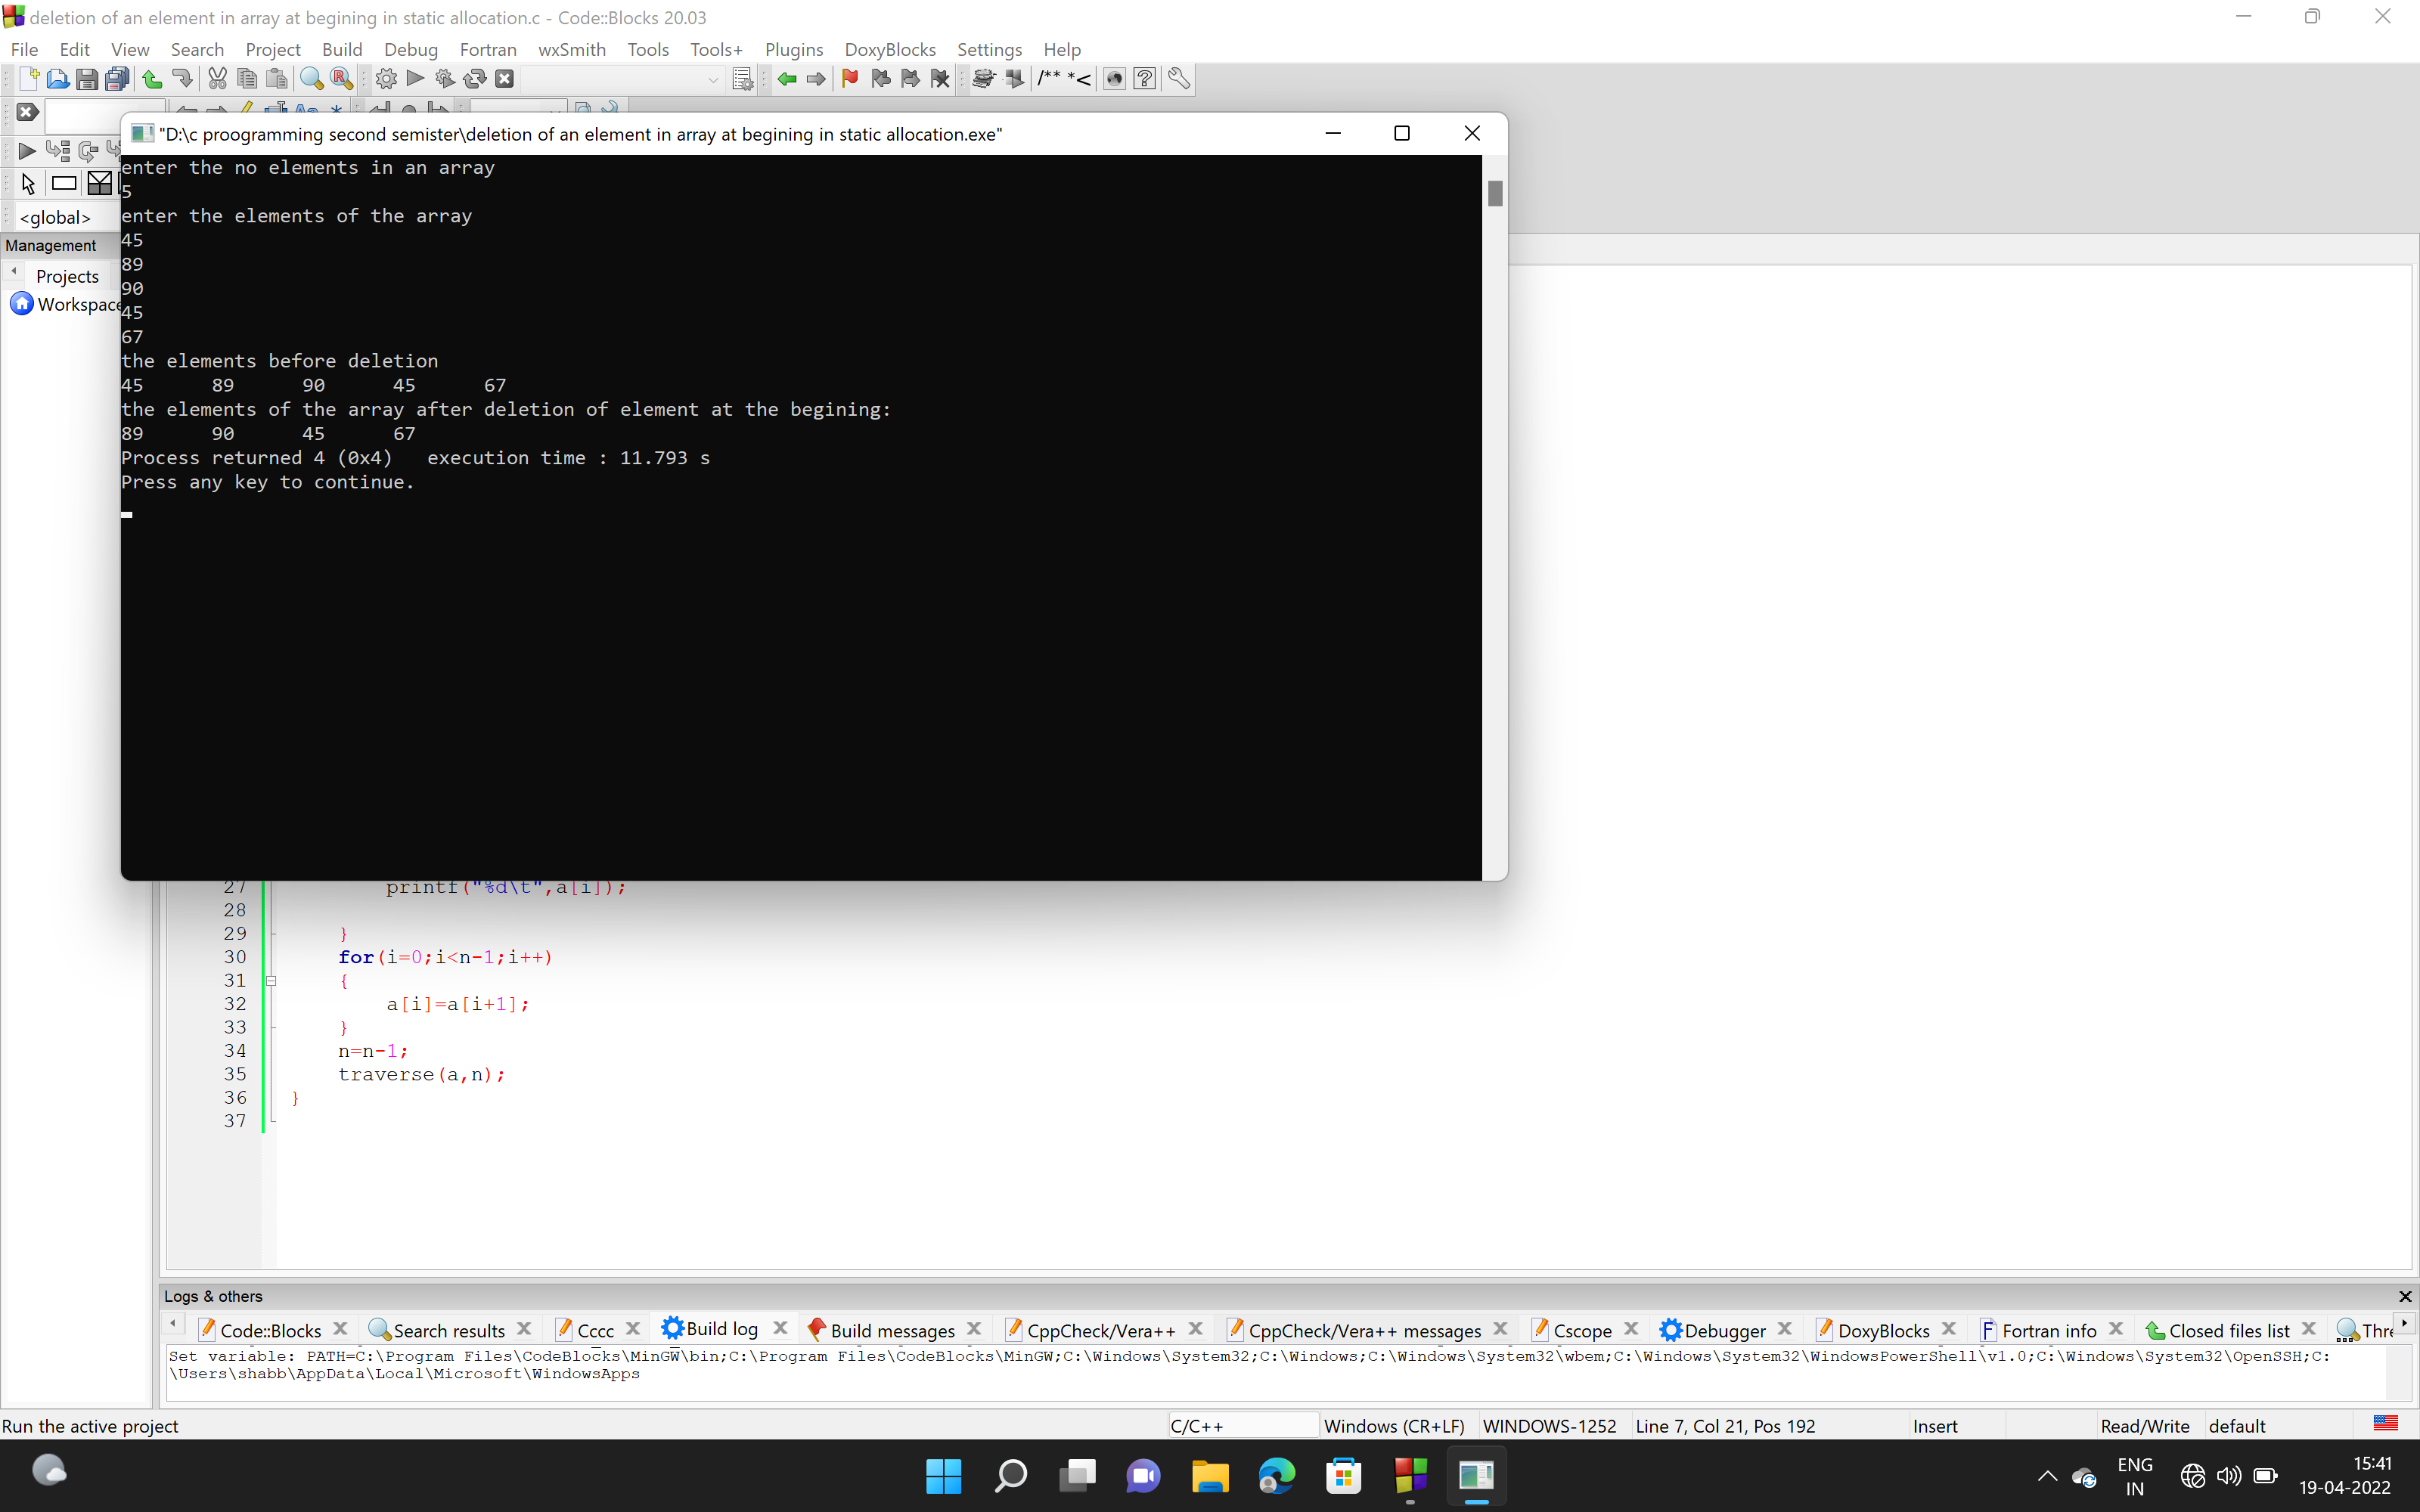 deletion of an element in array at begining in static allocation.c - Code::Blocks 20.03
File Edit View Search Project Build Debug Fortran wxSmith Tools Tools+ Plugins DoxyBlocks Settings Help
/** *<
"D:\c proogramming second semister\deletion of an element in array at begining in static allocation.exe"
<global>
Management
Projects
Workspace
enter the no elements in an array
5
enter the elements of the array
45
89
90
45
67
the elements before deletion
45 89 90 45 67
the elements of the array after deletion of element at the begining:
89 90 45 67
Process returned 4 (0x4) execution time : 11.793 s
Press any key to continue.
27 printf("%d\t",a[i]);
28
29 }
30 for(i=0;i<n-1;i++)
31 {
32 a[i]=a[i+1];
33 }
34 n=n-1;
35 traverse(a,n);
36 }
37
Logs & others
Code::Blocks Search results Cccc Build log Build messages CppCheck/Vera++ CppCheck/Vera++ messages Cscope Debugger DoxyBlocks Fortran info Closed files list Thre
Set variable: PATH=C:\Program Files\CodeBlocks\MinGW\bin;C:\Program Files\CodeBlocks\MinGW;C:\Windows\System32;C:\Windows;C:\Windows\System32\wbem;C:\Windows\System32\WindowsPowerShell\v1.0;C:\Windows\System32\OpenSSH;C:
\Users\shabb\AppData\Local\Microsoft\WindowsApps
Run the active project C/C++ Windows (CR+LF) WINDOWS-1252 Line 7, Col 21, Pos 192 Insert Read/Write default
ENG 15:41
IN 19-04-2022